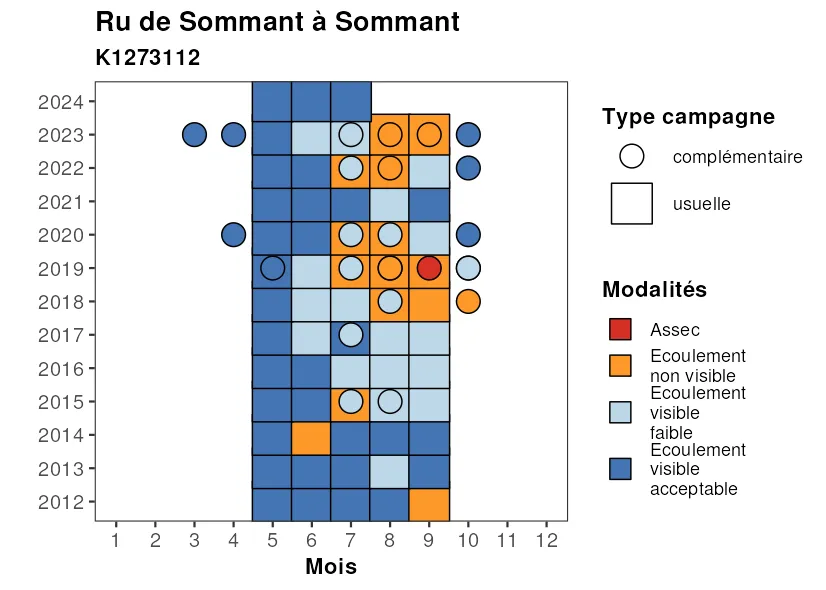 Ru de Sommant à Sommant
K1273112
2024
2023
2022
2021
2020
2019
2018
2017
2016
2015
2014
2013
2012
1 2 3 4 5 6 7 8 9 10 11 12
Mois
Type campagne
complémentaire
usuelle
Modalités
Assec
Ecoulement
non visible
Ecoulement
visible
faible
Ecoulement
visible
acceptable